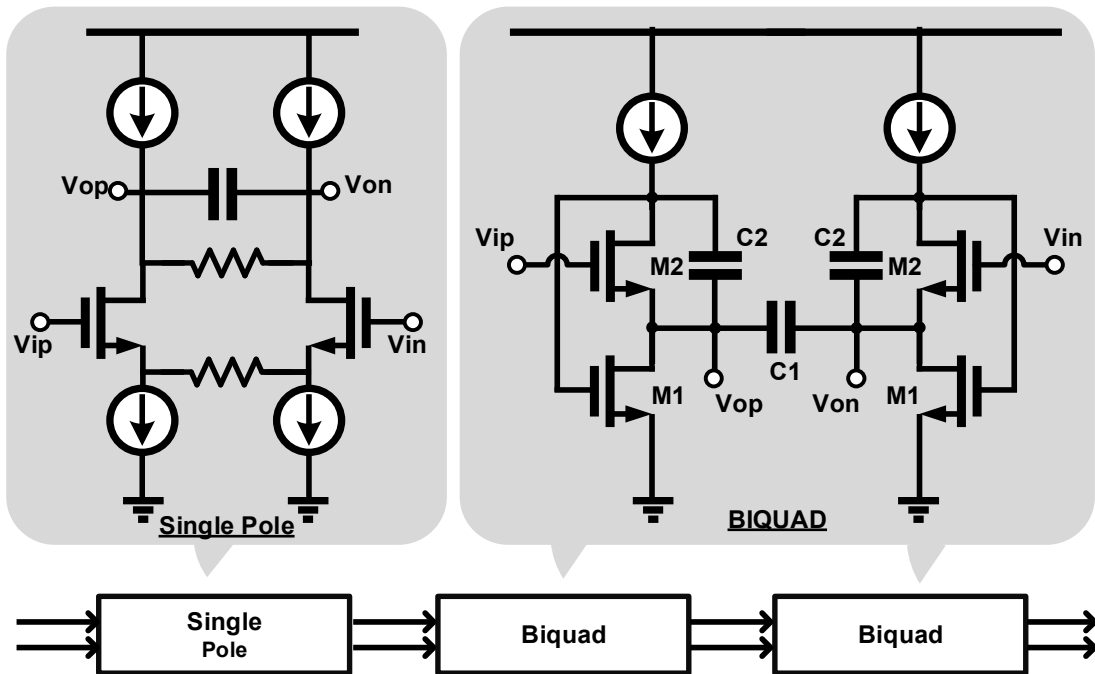 Vop
Von
Vip
Vin
Single Pole
Vip
C2
C2
Vin
M2
M2
C1
M1
Vop
Von
M1
BIQUAD
Single
Pole
Biquad
Biquad